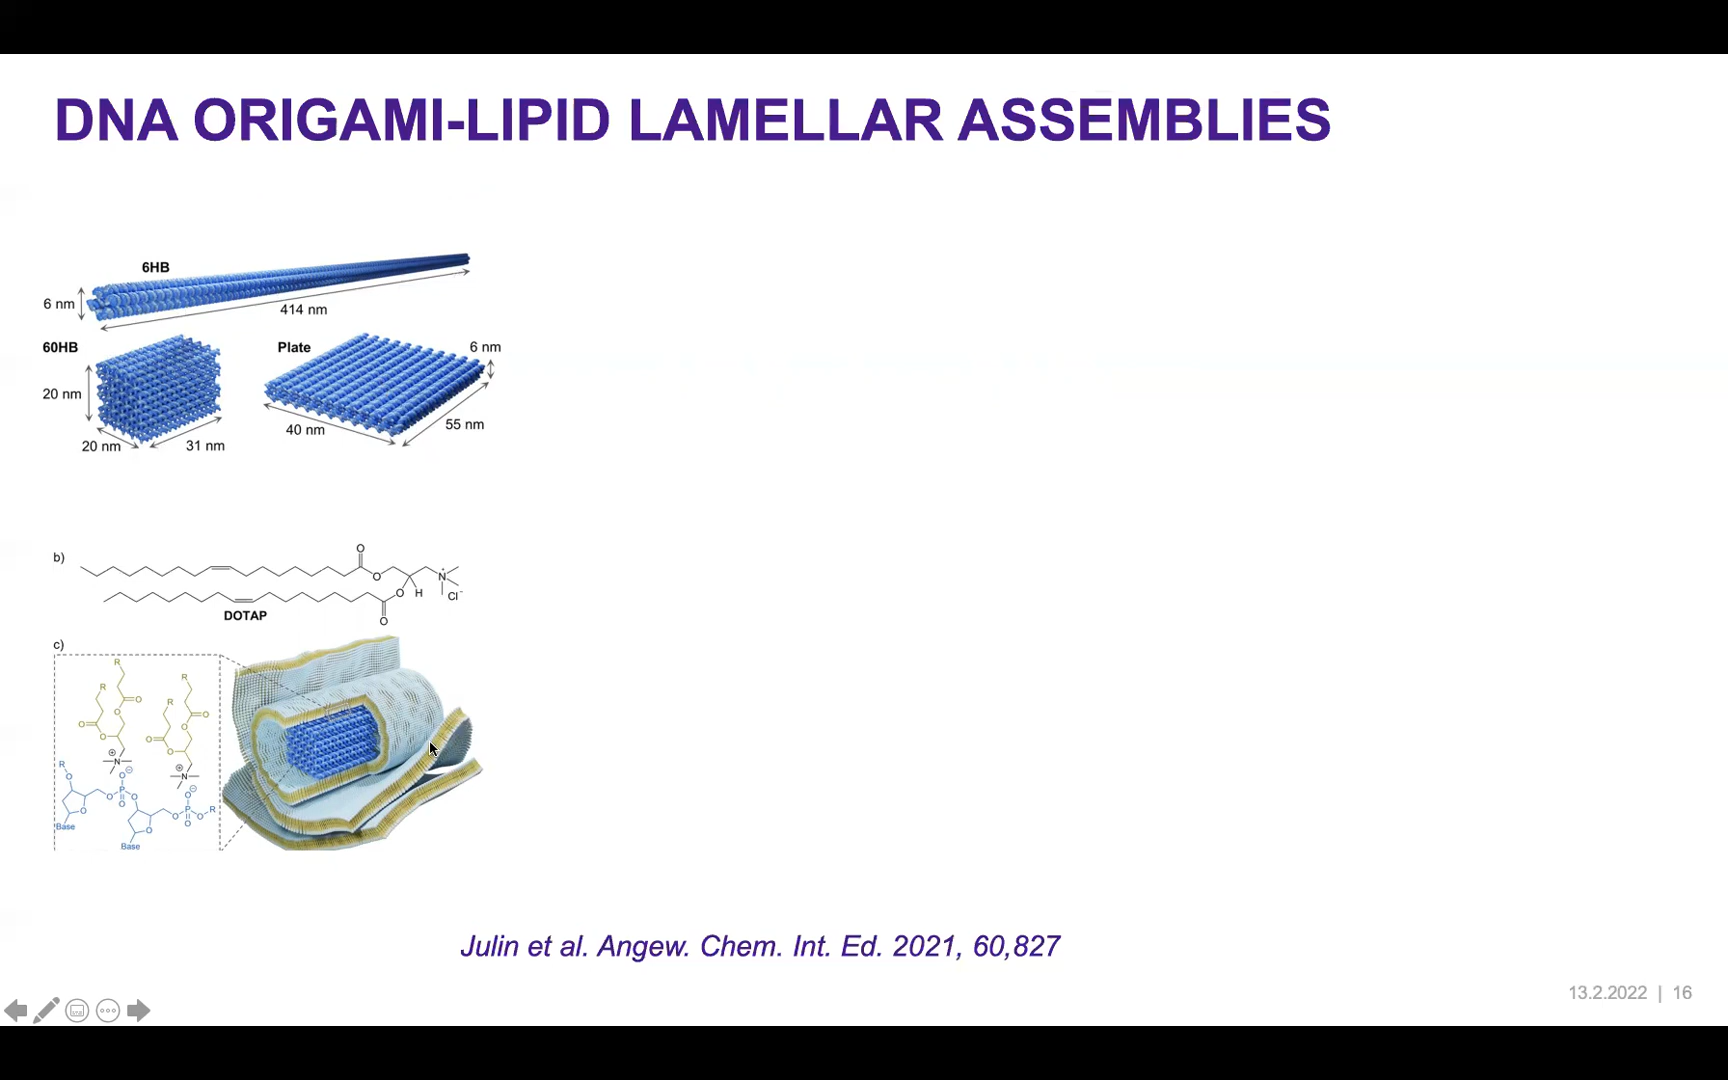 DNA ORIGAMI-LIPID LAMELLAR ASSEMBLIES
6HB
6 nm
414 nm
60HB
Plate
6 nm
20 nm
40 nm
55 nm
20 nm
31 nm
b)
O
O
N+
O
H
Cl-
DOTAP
O
c)
R
R
R
R
O
O
O
O
O
O
O
O
N
⊕
⊕
N
R
O
O
⊖
O
⊖
O
P
O
O
O
P
O
R
O
O
O
Base
O
Base
Julin et al. Angew. Chem. Int. Ed. 2021, 60,827
13.2.2022 | 16